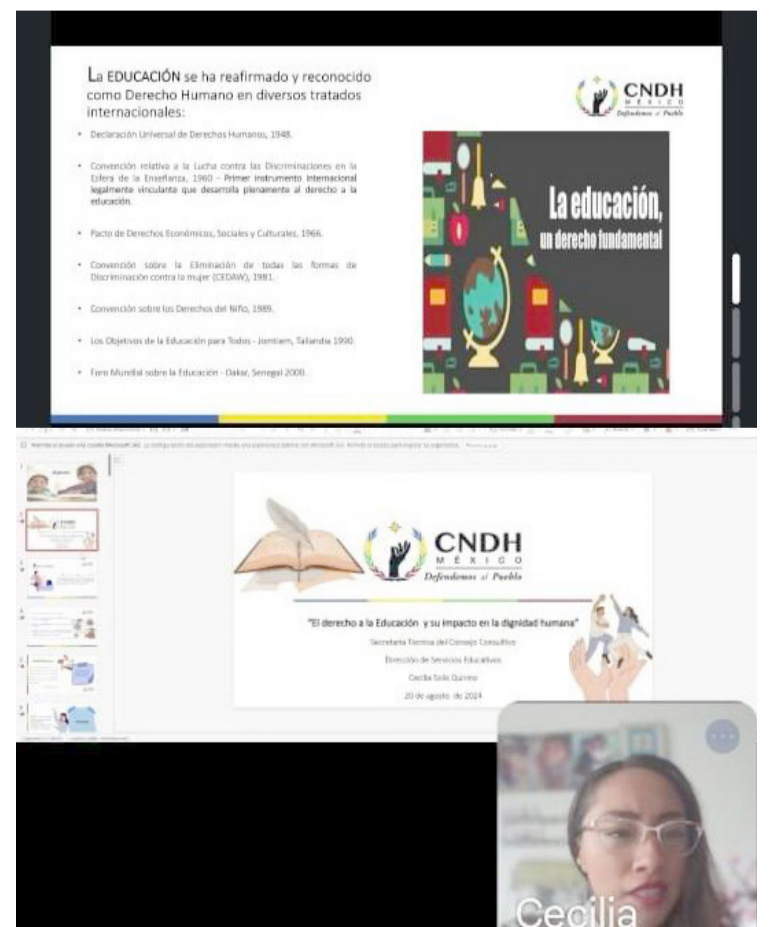 La EDUCACIÓN se ha reafirmado y reconocido
como Derecho Humano en diversos tratados
internacionales:
• Declaración Universal de Derechos Humanos, 1948.
• Convención relativa a la Lucha contra las Discriminaciones en la
Esfera de la Enseñanza, 1960 – Primer instrumento internacional
legalmente vinculante que desarrolla plenamente al derecho a la
educación.
• Pacto de Derechos Económicos, Sociales y Culturales, 1966.
• Convención sobre la Eliminación de todas las formas de
Discriminación contra la mujer (CEDAW), 1981.
• Convención sobre los Derechos del Niño, 1989.
• Los Objetivos de la Educación para Todos - Jomtiem, Tailandia 1990.
• Foro Mundial sobre la Educación - Dakar, Senegal 2000.
CNDH
MÉXICO
Defendemos al Pueblo
La educación,
un derecho fundamental
CNDH
MÉXICO
Defendemos al Pueblo
"El derecho a la Educación y su impacto en la dignidad humana"
Secretaría Técnica del Consejo Consultivo
Dirección de Servicios Educativos
Cecilia Solís
20 de agosto de 2024
Cecilia